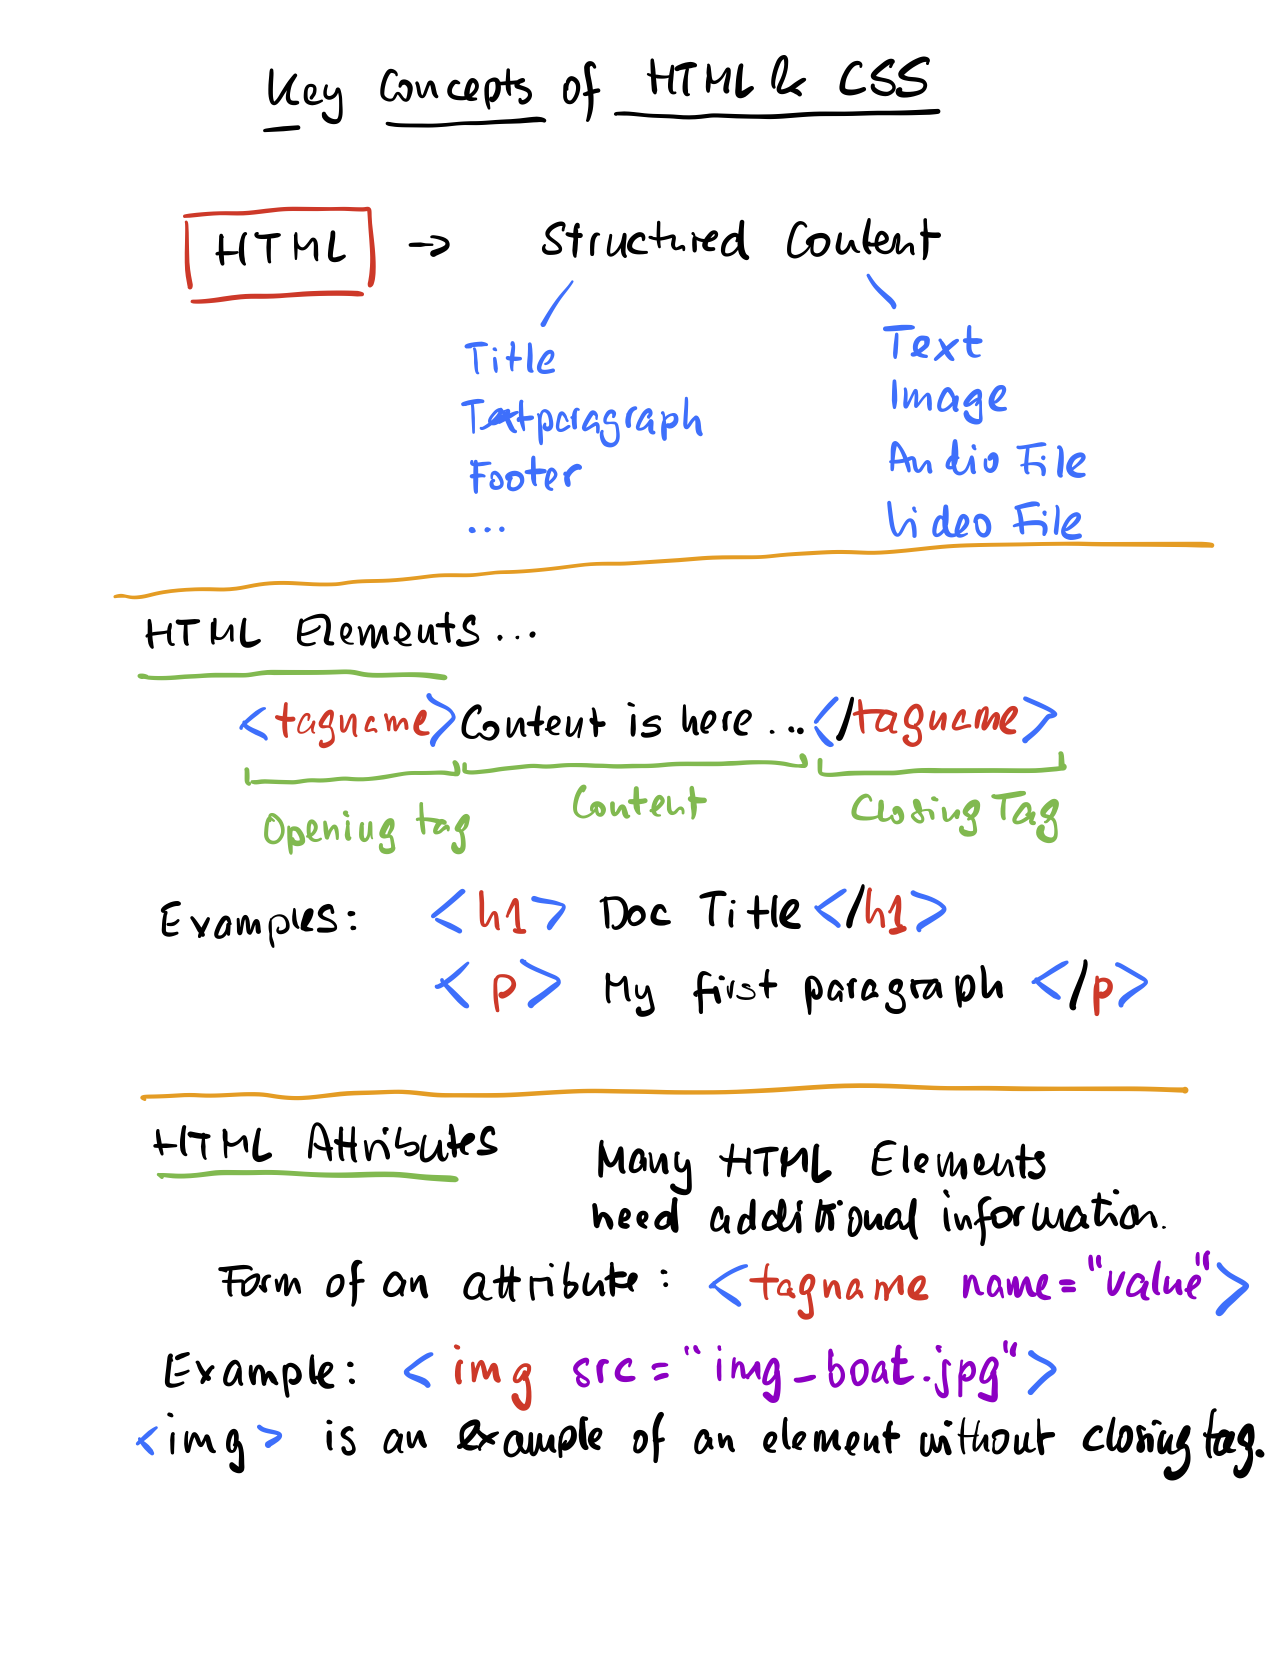 Key Concepts of HTML & CSS
HTML → Structured Content
Title
Textparagraph
Footer
...
Text
Image
Audio File
Video File
HTML Elements...
<tagname> Content is here ... </tagname>
Opening tag Content Closing Tag
Examples: <h1> Doc Title </h1>
<p> My first paragraph </p>
HTML Attributes Many HTML Elements
need additional information.
Form of an attribute: <tagname name="value">
Example: <img src="img_boat.jpg">
<img> is an example of an element without closing tag.